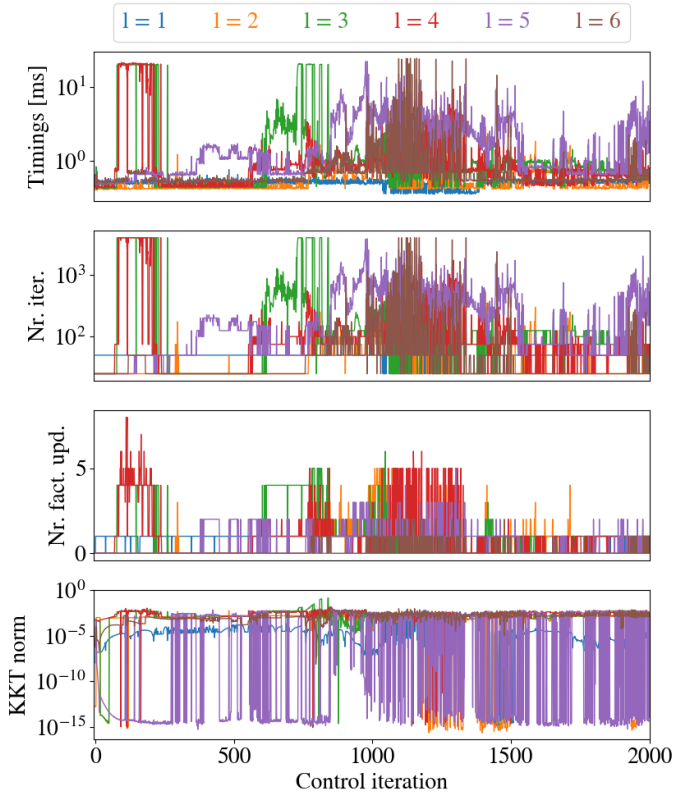 l = 1 l = 2 l = 3 l = 4 l = 5 l = 6
Timings [ms]
10^1
10^0
Nr. iter.
10^3
10^2
Nr. fact. upd.
5
0
KKT norm
10^0
10^−5
10^−10
10^−15
0 500 1000 1500 2000
Control iteration